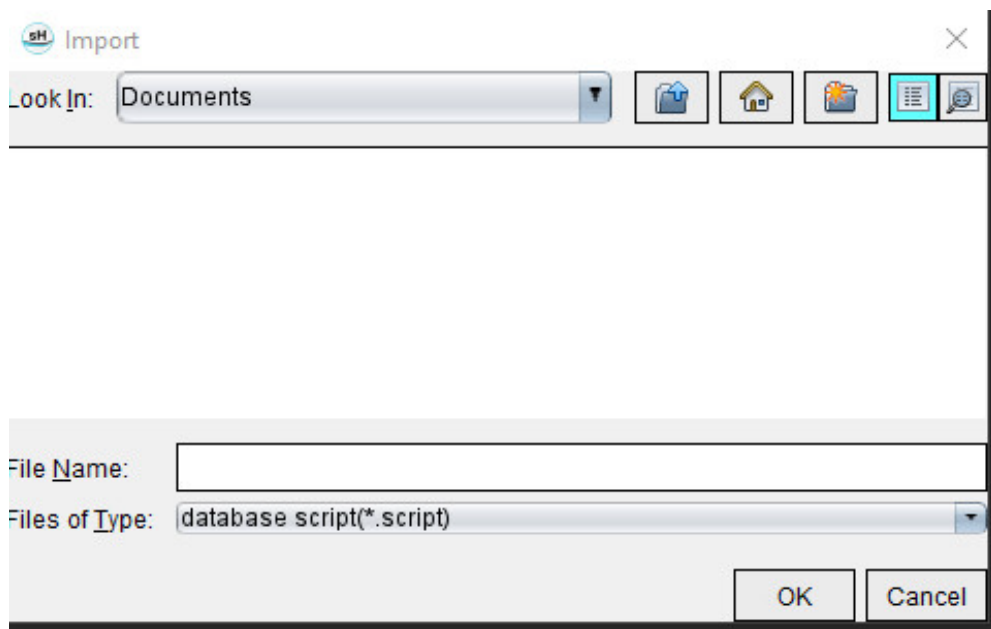 sH Import
Look In: Documents
File Name:
Files of Type: database script(*.script)
OK Cancel